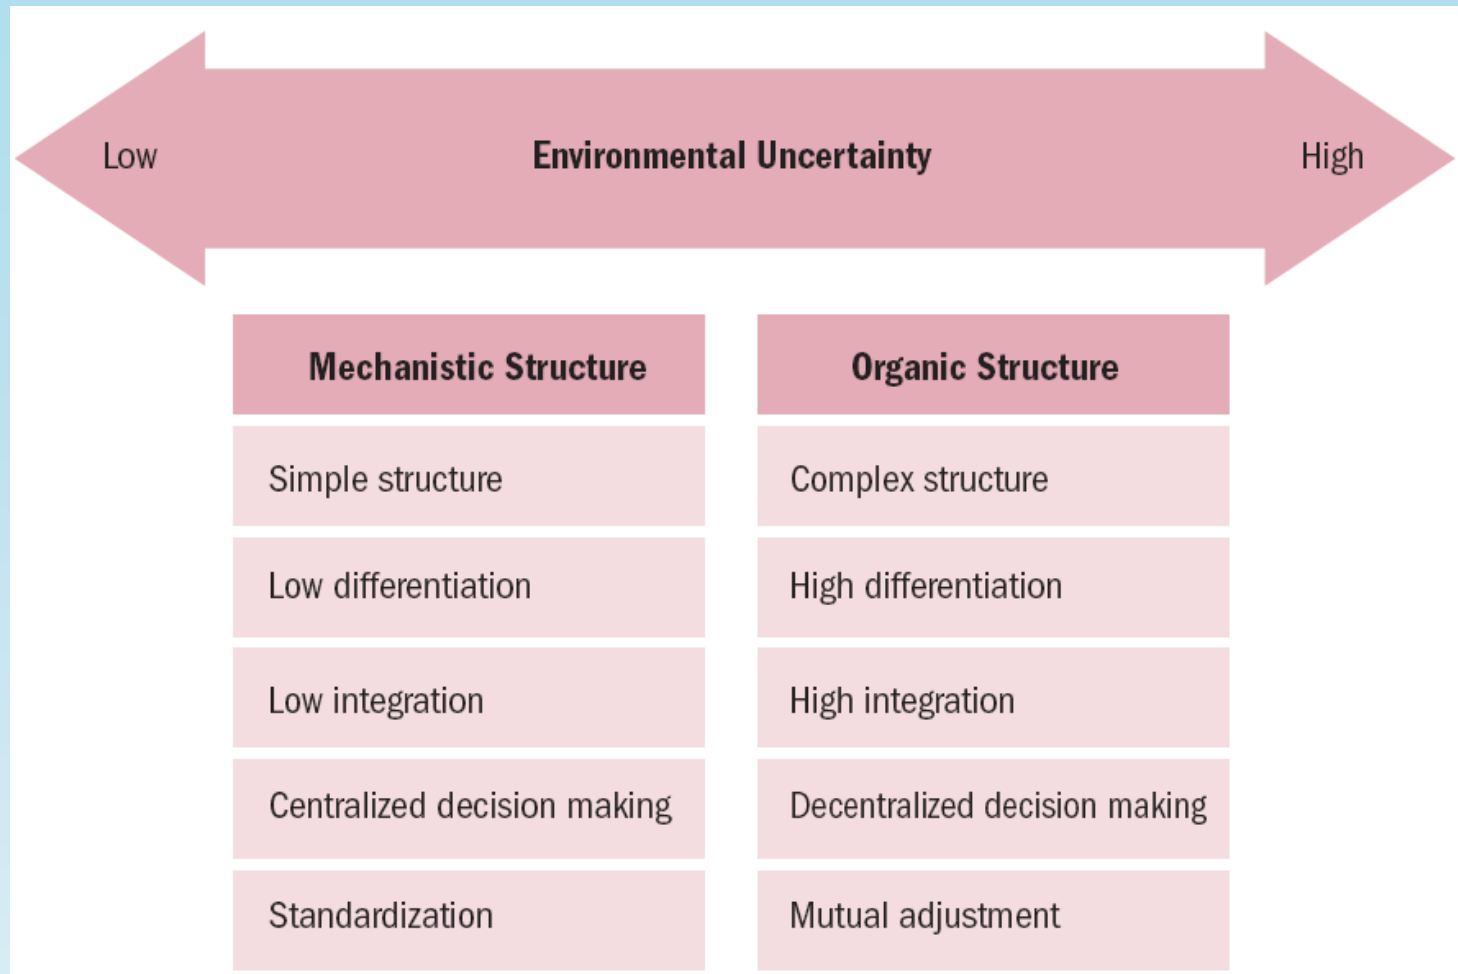 Low
Environmental Uncertainty
High
Mechanistic Structure
Organic Structure
Simple structure
Complex structure
Low differentiation
High differentiation
Low integration
High integration
Centralized decision making
Decentralized decision making
Standardization
Mutual adjustment